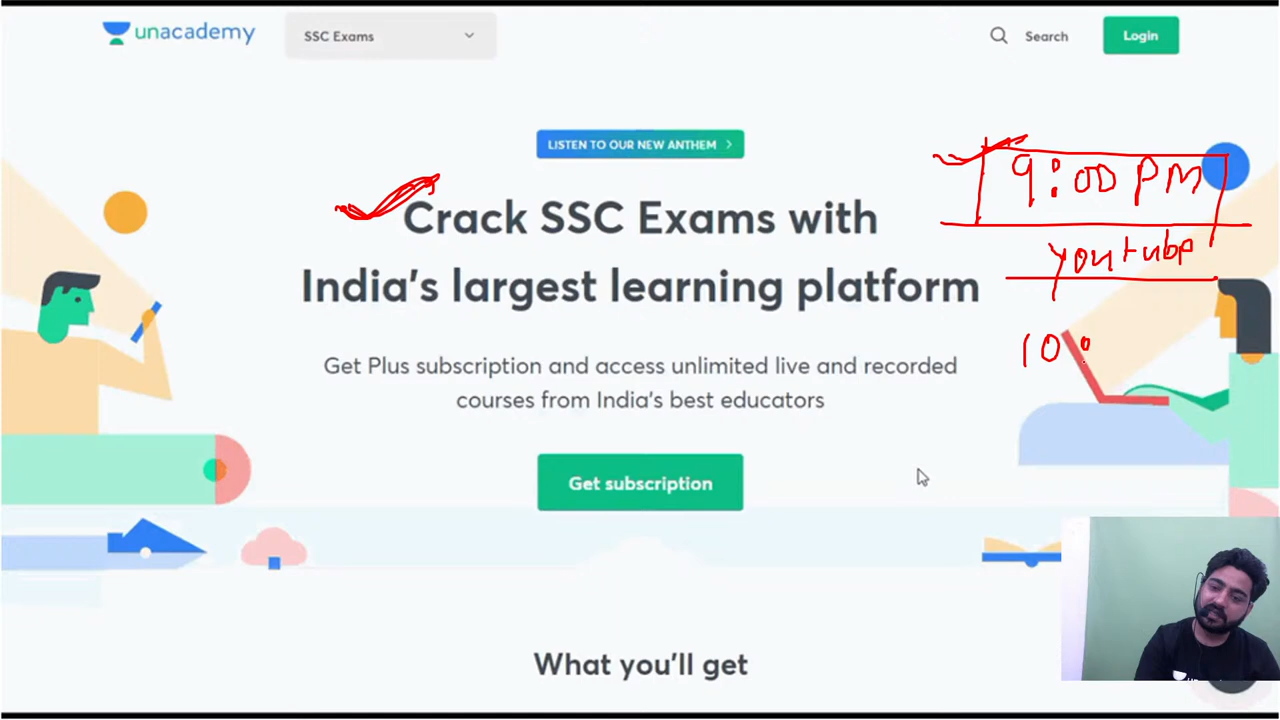 unacademy
SSC Exams
Search
Login
LISTEN TO OUR NEW ANTHEM
9:00 PM
Crack SSC Exams with
youtube
India's largest learning platform
10:
Get Plus subscription and access unlimited live and recorded
courses from India's best educators
Get subscription
What you'll get